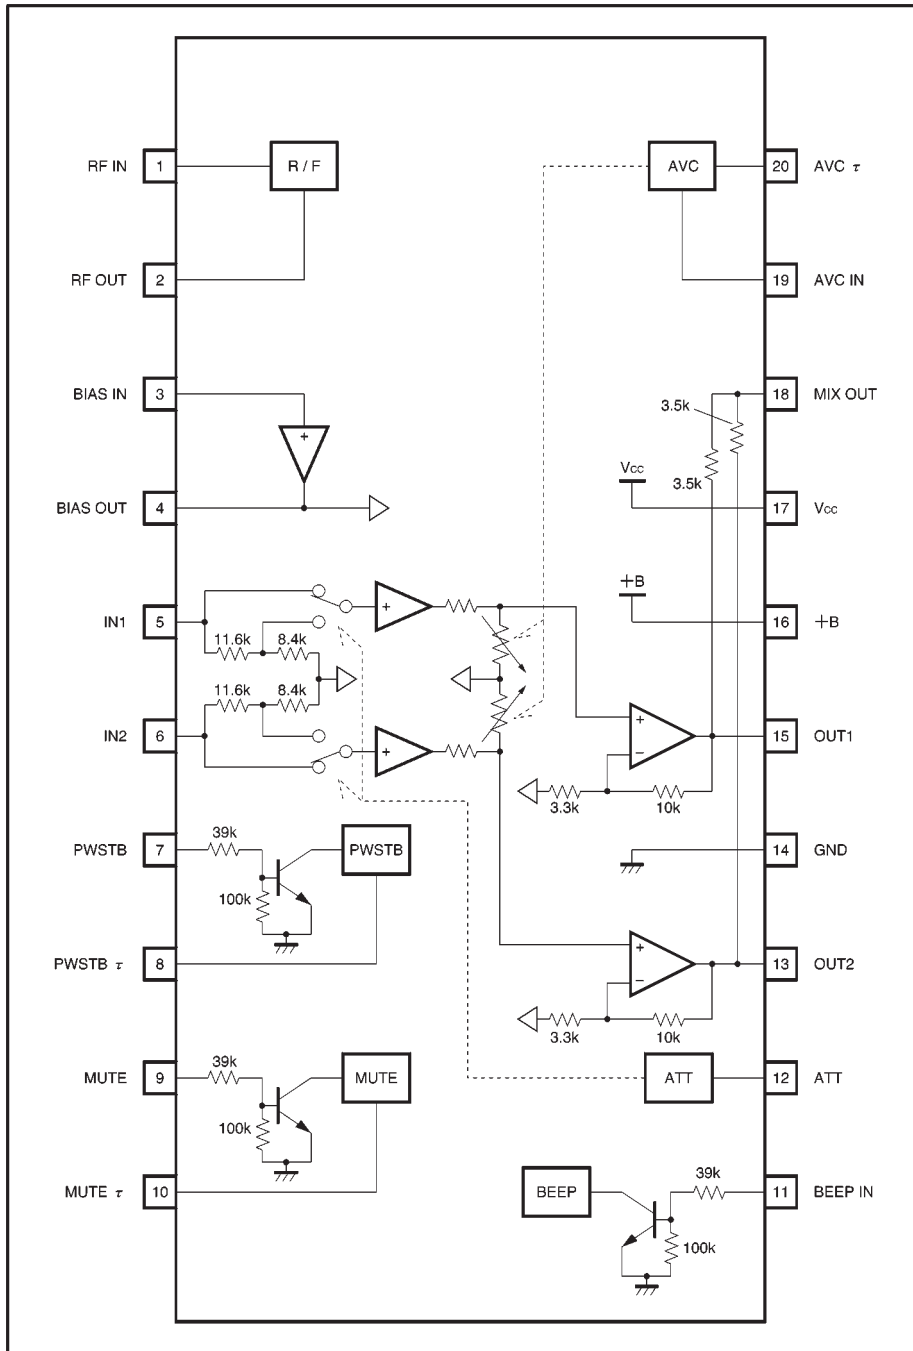 RF IN 1 R / F AVC 20 AVC τ
RF OUT 2 19 AVC IN
BIAS IN 3 18 MIX OUT
3.5k
+
Vcc 3.5k
BIAS OUT 4 17 Vcc
+B
IN1 5 + 16 +B
11.6k 8.4k
11.6k 8.4k
IN2 6 + + 15 OUT1
−
3.3k 10k
39k
PWSTB 7 PWSTB 14 GND
100k
+
PWSTB τ 8 13 OUT2
−
3.3k 10k
39k
MUTE 9 MUTE ATT 12 ATT
100k
39k
MUTE τ 10 BEEP 11 BEEP IN
100k